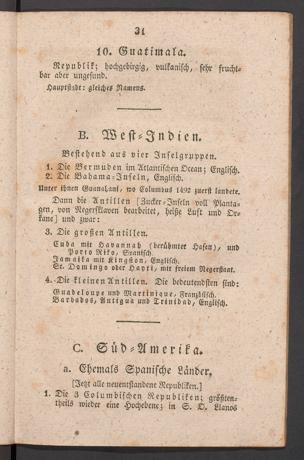 31
10. Guatimala.
Republik; hochgebirgig, vulkanisch, sehr frucht-
bar aber ungesund.
Hauptstadt: gleiches Namens.
B. West-Indien.
Bestehend aus vier Inselgruppen.
1. Die Bermuden im Atlantischen Ocean; Englisch.
2. Die Bahama-Inseln, Englisch.
Unter ihnen Guanahani, wo Columbus 1492 zuerst landete.
Dann die Antillen [Zucker-Inseln voll Planta-
gen, von Negersklaven bearbeitet, heiße Luft und Or-
kane] und zwar:
3. Die großen Antillen.
Cuba mit Havannah (berühmter Hafen), und
Porto Riko, Spanisch.
Jamaika mit Kingston, Englisch.
St. Domingo oder Hayti, mit freiem Negerstaat.
4. Die kleinen Antillen. Die bedeutendsten sind:
Guadeloupe und Martinique, Französisch.
Barbados, Antigua und Trinidad, Englisch.
C. Süd-Amerika.
a. Ehemals Spanische Länder,
[Jetzt alle neuentstandene Republiken.]
1. Die 3 Columbischen Republiken; größten-
theils wieder eine Hochebene; in S. O. Llanos